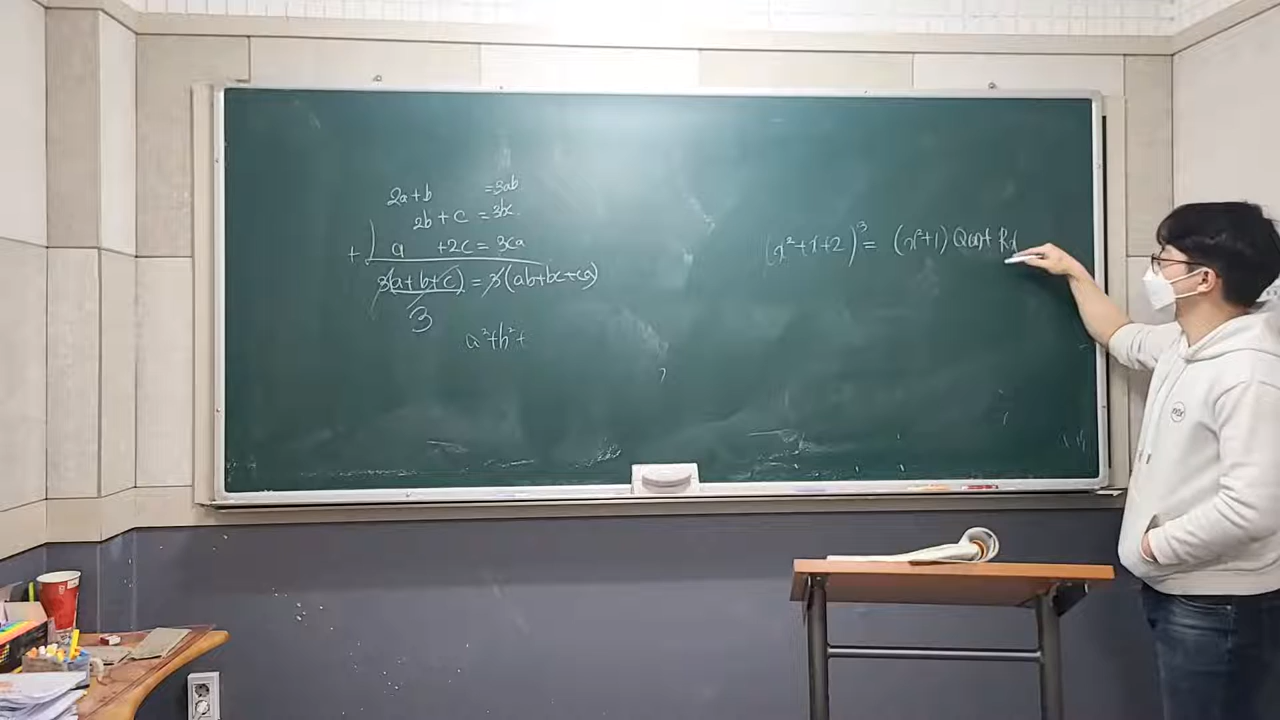 2a+b = 3ab
2b+c = 3bc
+) a +2c = 3ca
3(a+b+c) = 3(ab+bc+ca)
3
a²+b²+
(x²+x+2)³ = (x²+1) Q(x)+ R(x)